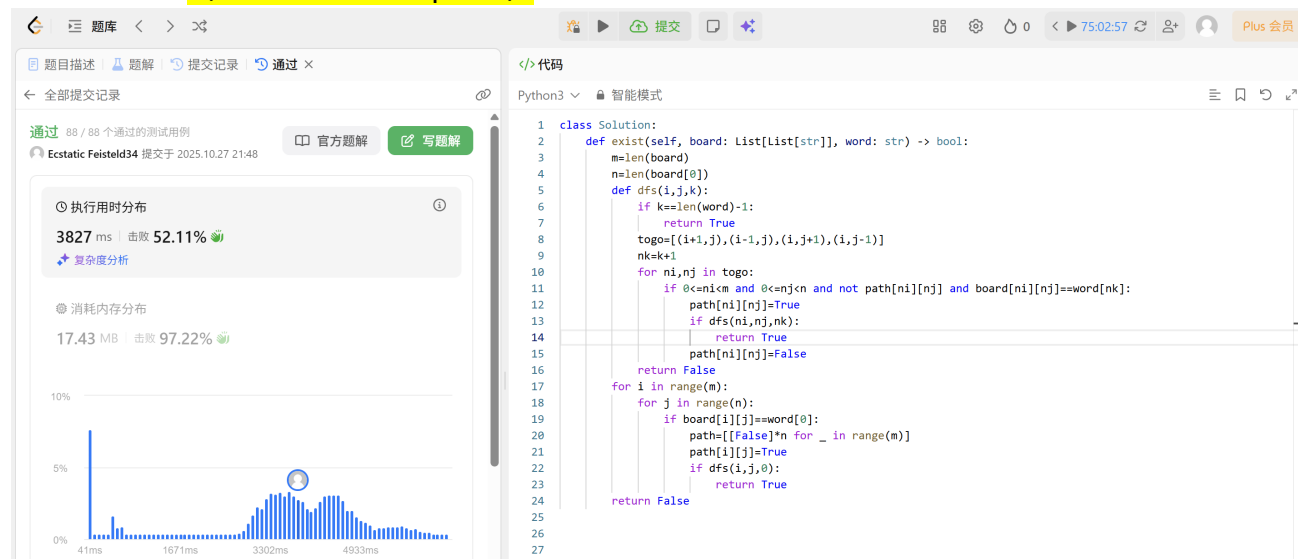 题库
提交
0
75:02:57
Plus 会员
题目描述 题解 提交记录 通过 ×
全部提交记录
通过 88 / 88 个通过的测试用例
Ecstatic Feisteld34 提交于 2025.10.27 21:48
官方题解
写题解
执行用时分布
3827 ms 击败 52.11%
复杂度分析
消耗内存分布
17.43 MB 击败 97.22%
10%
5%
0%
41ms 1671ms 3302ms 4933ms
</> 代码
Python3 智能模式
1 class Solution:
2 def exist(self, board: List[List[str]], word: str) -> bool:
3 m=len(board)
4 n=len(board[0])
5 def dfs(i,j,k):
6 if k==len(word)-1:
7 return True
8 togo=[(i+1,j),(i-1,j),(i,j+1),(i,j-1)]
9 nk=k+1
10 for ni,nj in togo:
11 if 0<=ni<m and 0<=nj<n and not path[ni][nj] and board[ni][nj]==word[nk]:
12 path[ni][nj]=True
13 if dfs(ni,nj,nk):
14 return True
15 path[ni][nj]=False
16 return False
17 for i in range(m):
18 for j in range(n):
19 if board[i][j]==word[0]:
20 path=[[False]*n for _ in range(m)]
21 path[i][j]=True
22 if dfs(i,j,0):
23 return True
24 return False
25
26
27